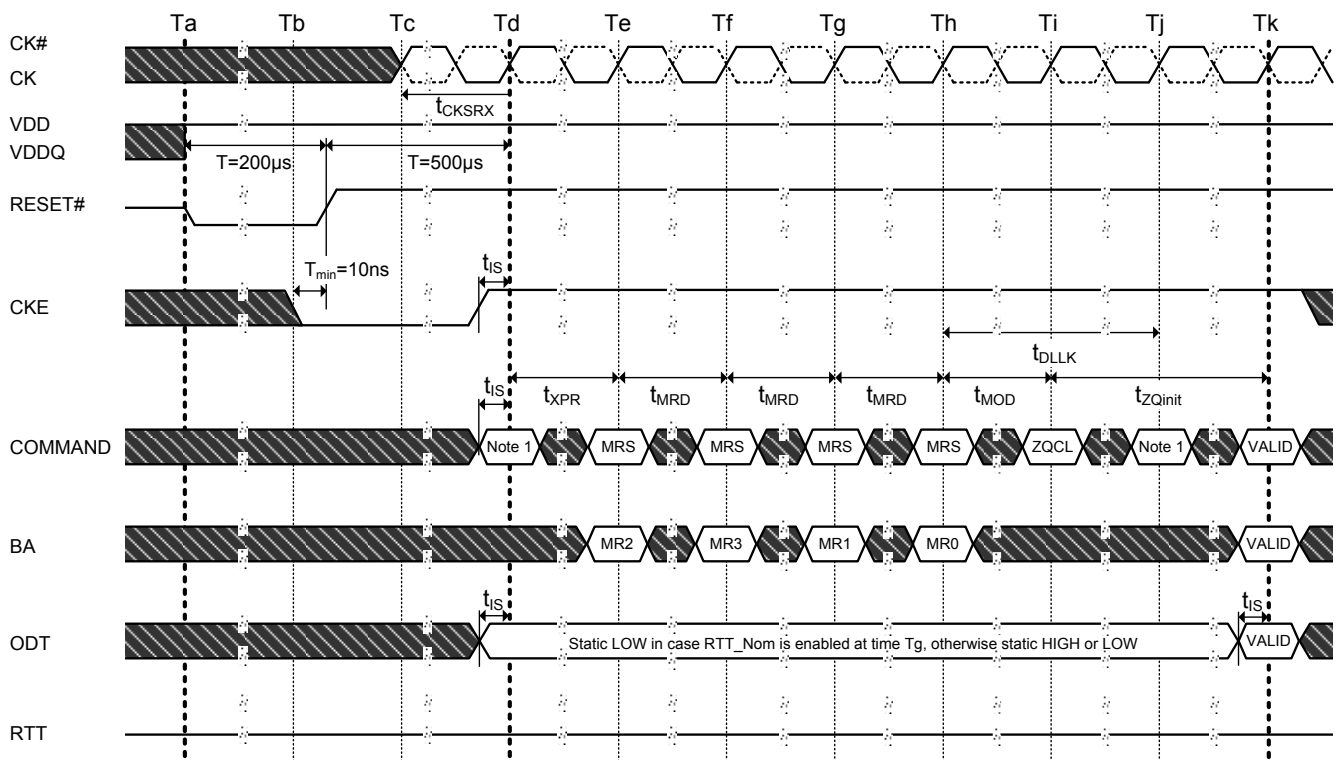 Ta Tb Tc Td Te Tf Tg Th Ti Tj Tk
CK#
CK
tCKSRX
VDD
VDDQ
T=200µs T=500µs
RESET#
Tmin=10ns tIS
CKE
tDLLK
tIS tXPR tMRD tMRD tMRD tMOD tZQinit
COMMAND Note 1 MRS MRS MRS MRS ZQCL Note 1 VALID
BA MR2 MR3 MR1 MR0 VALID
tIS tIS
ODT Static LOW in case RTT_Nom is enabled at time Tg, otherwise static HIGH or LOW VALID
RTT